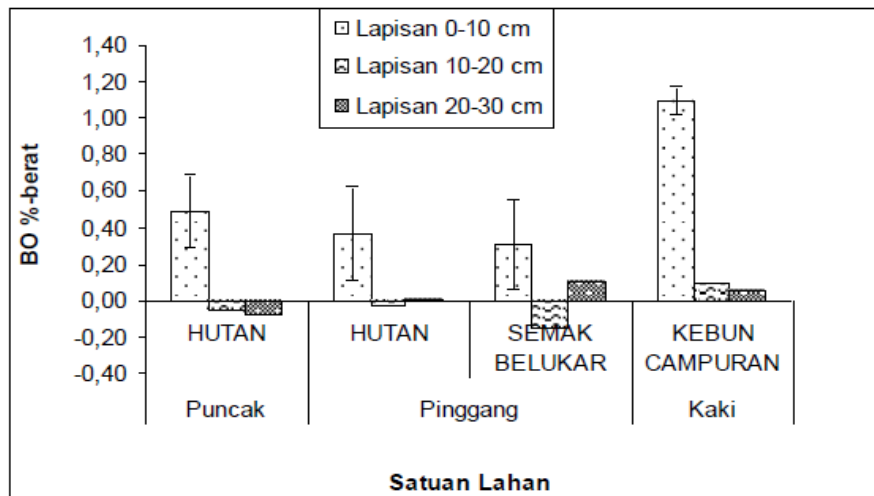 1,40
1,20
1,00
0,80
0,60
0,40
0,20
0,00
-0,20
-0,40
BO %-berat
Lapisan 0-10 cm
Lapisan 10-20 cm
Lapisan 20-30 cm
HUTAN
HUTAN
SEMAK
BELUKAR
KEBUN
CAMPURAN
Puncak
Pinggang
Kaki
Satuan Lahan